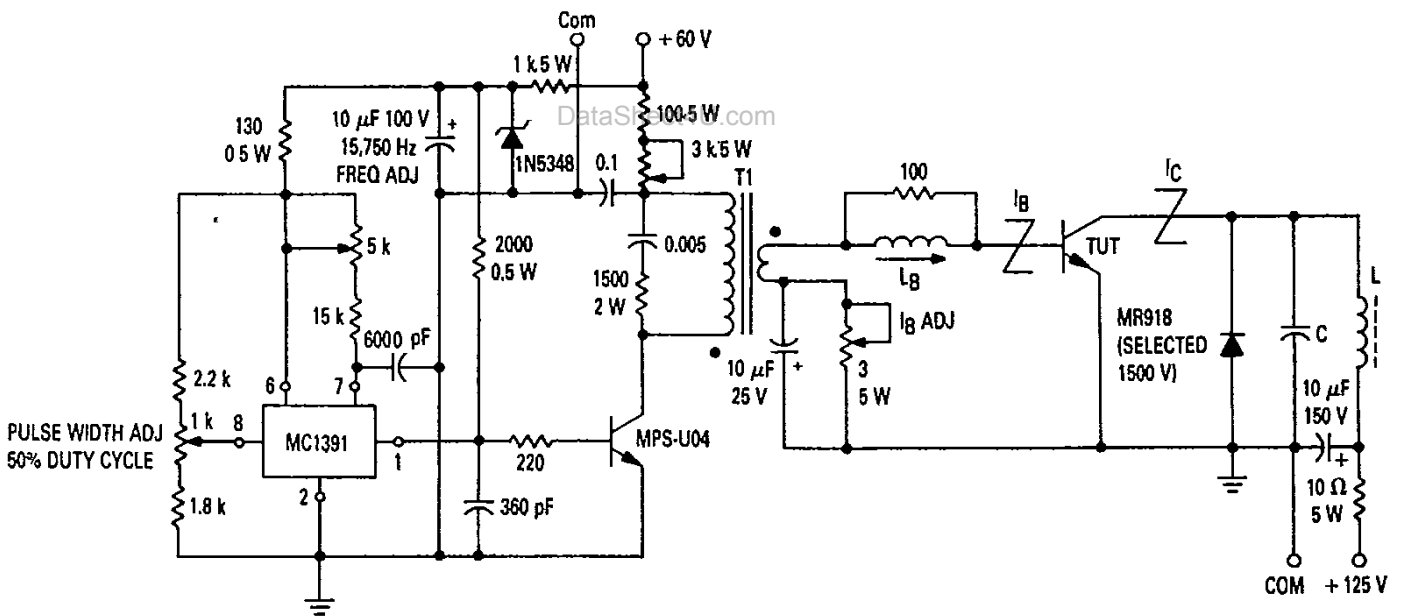 Com
+ 60 V
1 k 5 W
DataSheet4U.com
100 5 W
130
0 5 W
10 µF 100 V
15,750 Hz
FREQ ADJ
+
1N5348
0.1
3 k 5 W
T1
100
I_B
I_C
5 k
2000
0.5 W
0.005
L_B
TUT
1500
2 W
15 k
6000 pF
I_B ADJ
MR918
(SELECTED
1500 V)
C
L
2.2 k
6
7
10 µF
25 V
+
3
5 W
10 µF
150 V
+
PULSE WIDTH ADJ
50% DUTY CYCLE
1 k
8
MC1391
1
220
MPS-U04
10 Ω
5 W
1.8 k
2
360 pF
COM
+ 125 V